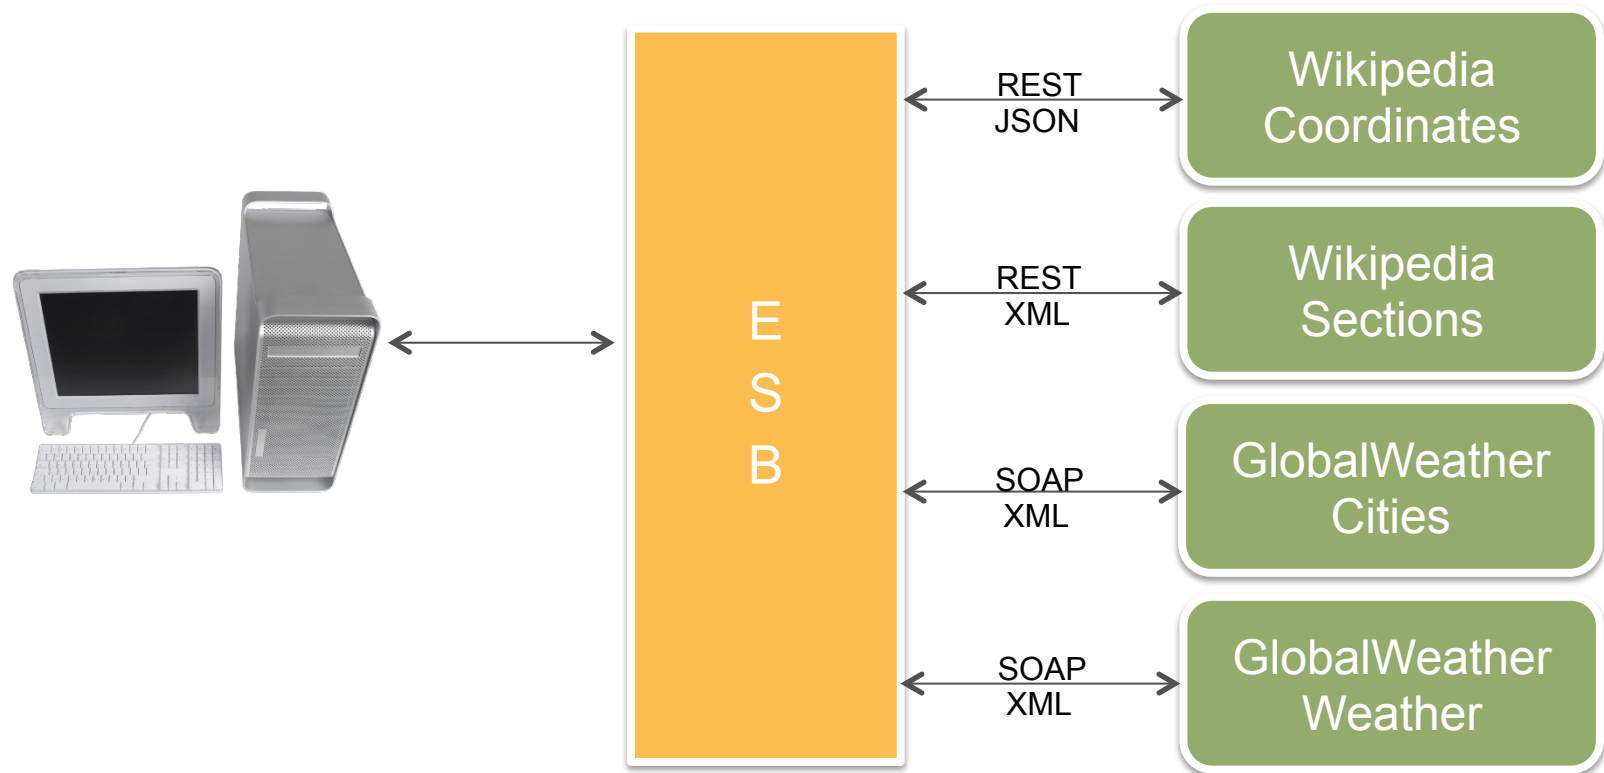 E
S
B
REST
JSON
Wikipedia
Coordinates
REST
XML
Wikipedia
Sections
SOAP
XML
GlobalWeather
Cities
SOAP
XML
GlobalWeather
Weather